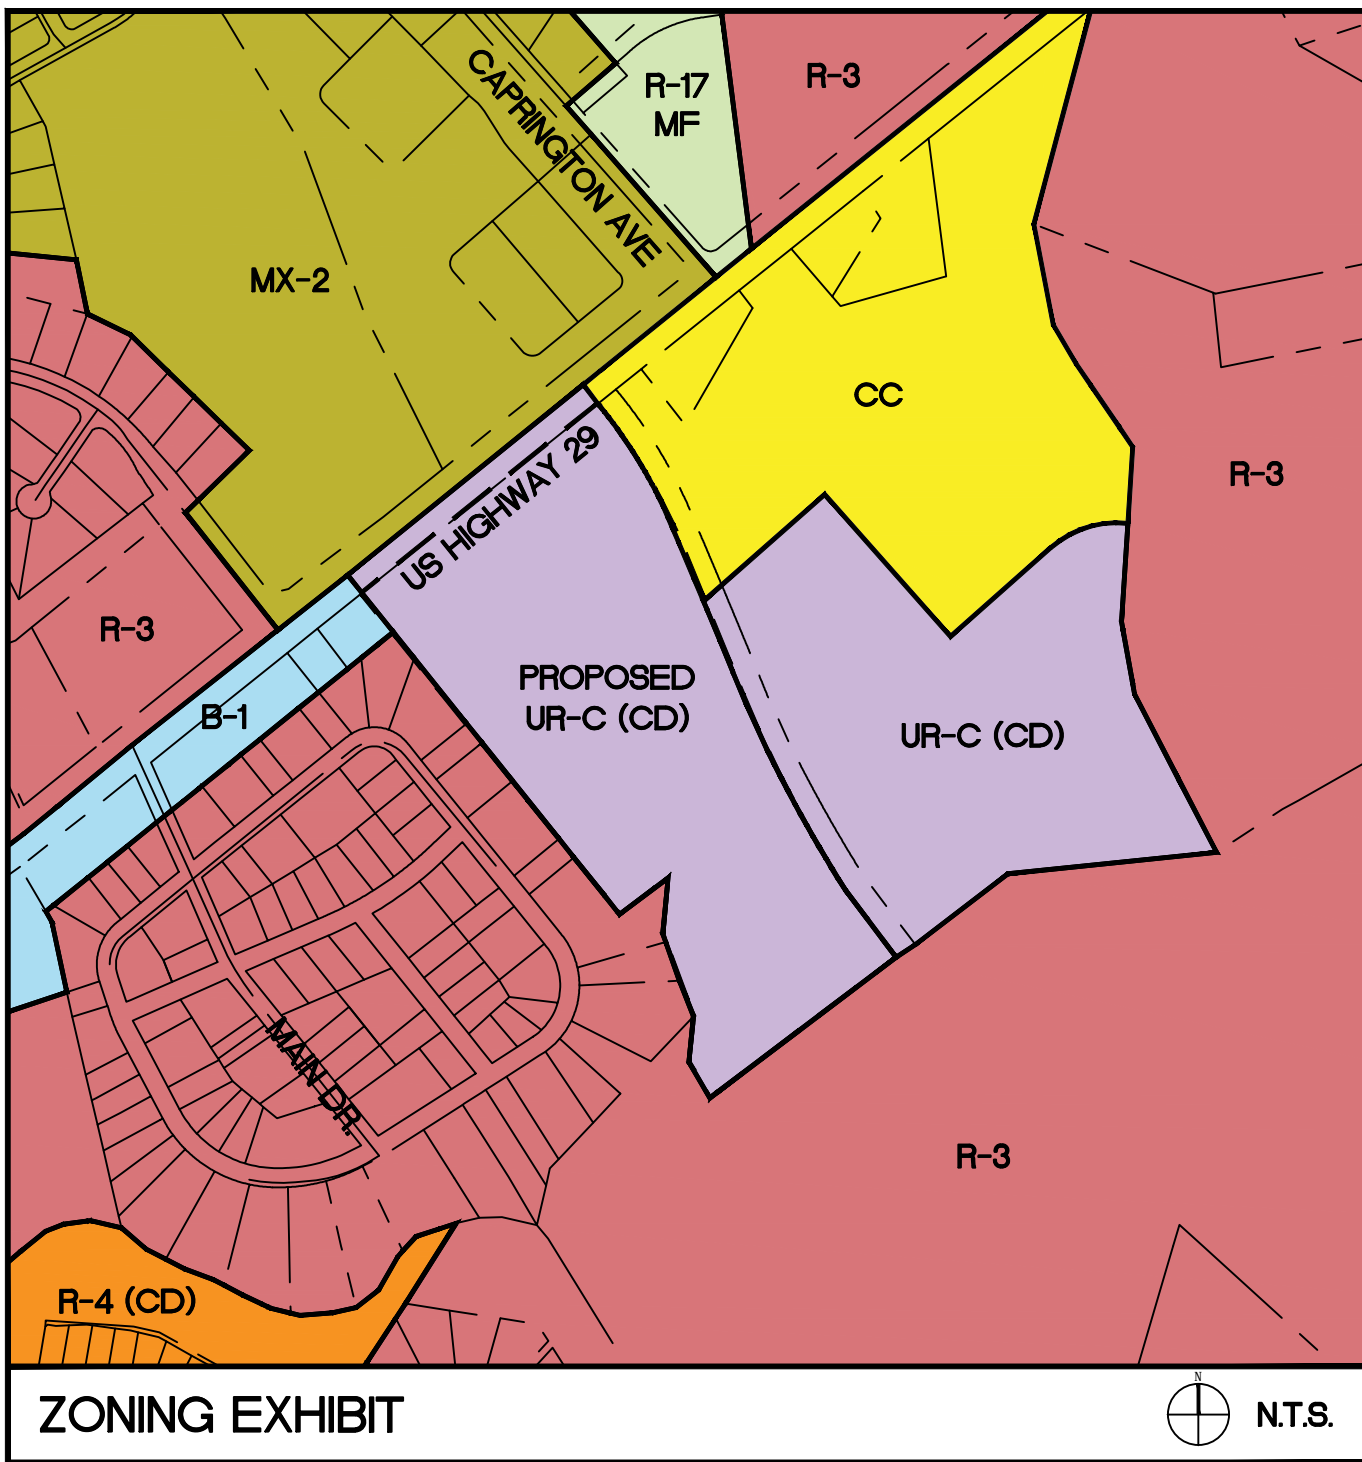 R-17
MF
R-3
CAPRINGTON AVE
MX-2
CC
US HIGHWAY 29
R-3
R-3
PROPOSED
UR-C (CD)
B-1
UR-C (CD)
MAIN DR.
R-3
R-4 (CD)
ZONING EXHIBIT
N
N.T.S.